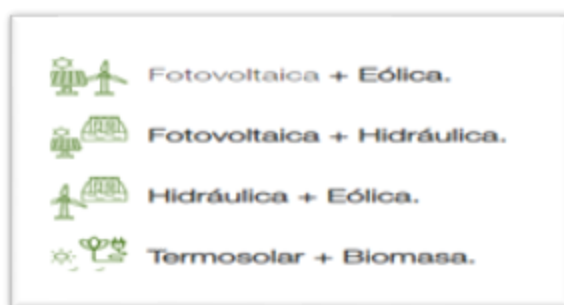 Fotovoltaica + Eólica.
Fotovoltaica + Hidráulica.
Hidráulica + Eólica.
Termosolar + Biomasa.